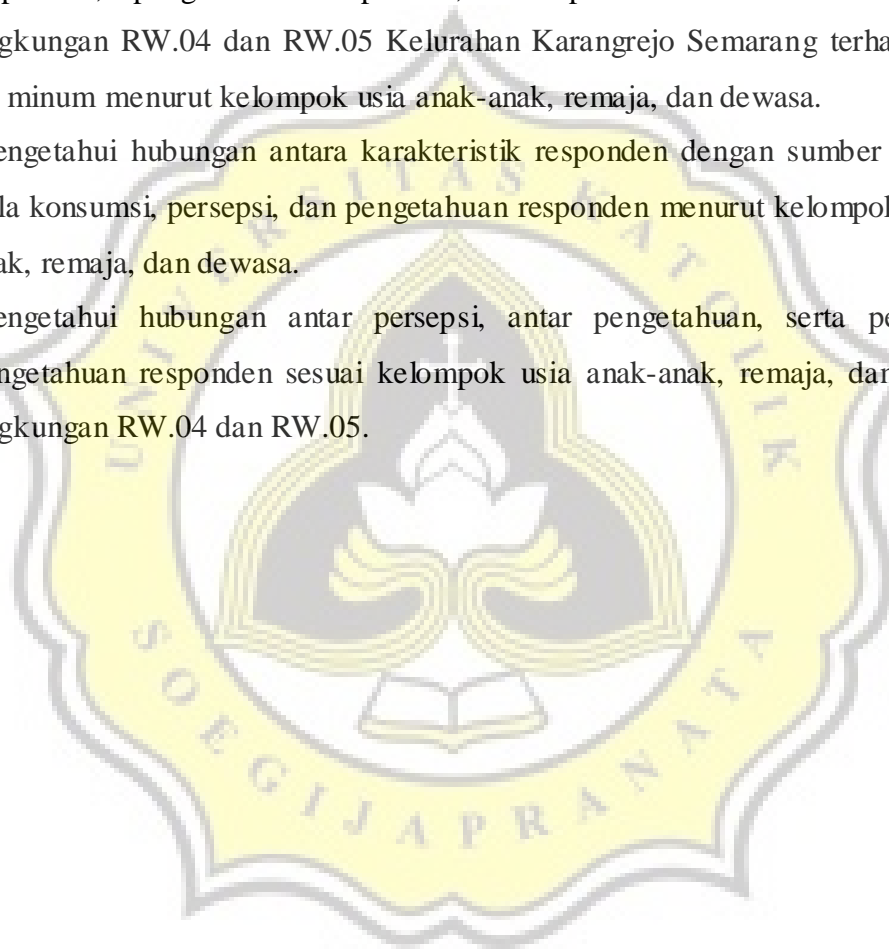 gkungan RW.04 dan RW.05 Kelurahan Karangrejo Semarang terha
minum menurut kelompok usia anak-anak, remaja, dan dewasa.
engetahui hubungan antara karakteristik responden dengan sumber
la konsumsi, persepsi, dan pengetahuan responden menurut kelompok
ak, remaja, dan dewasa.
engetahui hubungan antar persepsi, antar pengetahuan, serta pe
ngetahuan responden sesuai kelompok usia anak-anak, remaja, dan
gkungan RW.04 dan RW.05.
UNIVERSITAS KATOLIK
SOEGIJAPRANATA